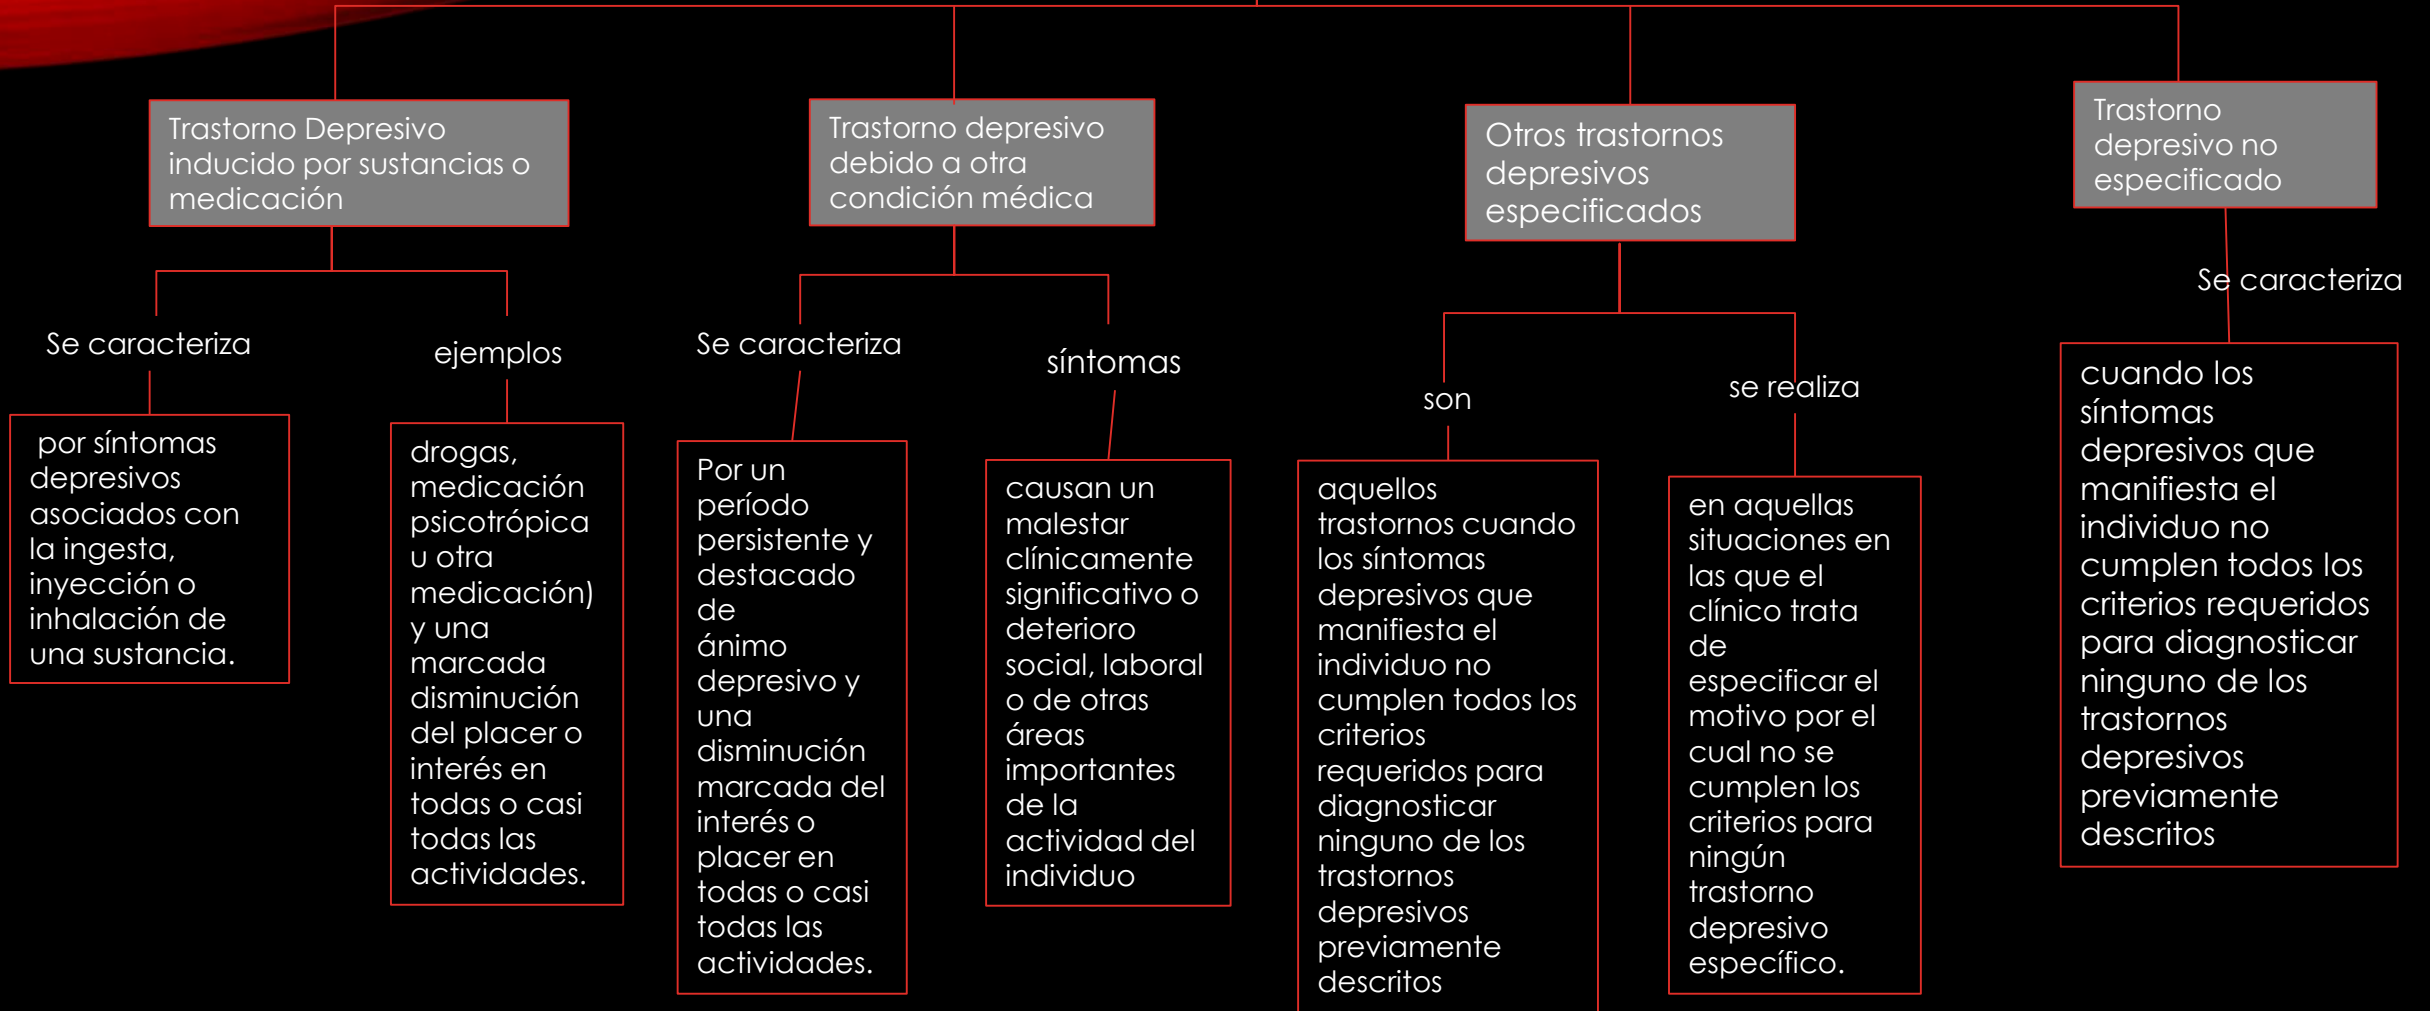 Trastorno Depresivo
inducido por sustancias o
medicación
Se caracteriza
por síntomas
depresivos
asociados con
la ingesta,
inyección o
inhalación de
una sustancia.
ejemplos
drogas,
medicación
psicotrópica
u otra
medicación)
y una
marcada
disminución
del placer o
interés en
todas o casi
todas las
actividades.
Trastorno depresivo
debido a otra
condición médica
Se caracteriza
Por un
período
persistente y
destacado
de
ánimo
depresivo y
una
disminución
marcada del
interés o
placer en
todas o casi
todas las
actividades.
síntomas
causan un
malestar
clínicamente
significativo o
deterioro
social, laboral
o de otras
áreas
importantes
de la
actividad del
individuo
Otros trastornos
depresivos
especificados
son
aquellos
trastornos cuando
los síntomas
depresivos que
manifiesta el
individuo no
cumplen todos los
criterios
requeridos para
diagnosticar
ninguno de los
trastornos
depresivos
previamente
descritos
se realiza
en aquellas
situaciones en
las que el
clínico trata
de
especificar el
motivo por el
cual no se
cumplen los
criterios para
ningún
trastorno
depresivo
específico.
Trastorno
depresivo no
especificado
Se caracteriza
cuando los
síntomas
depresivos que
manifiesta el
individuo no
cumplen todos los
criterios requeridos
para diagnosticar
ninguno de los
trastornos
depresivos
previamente
descritos